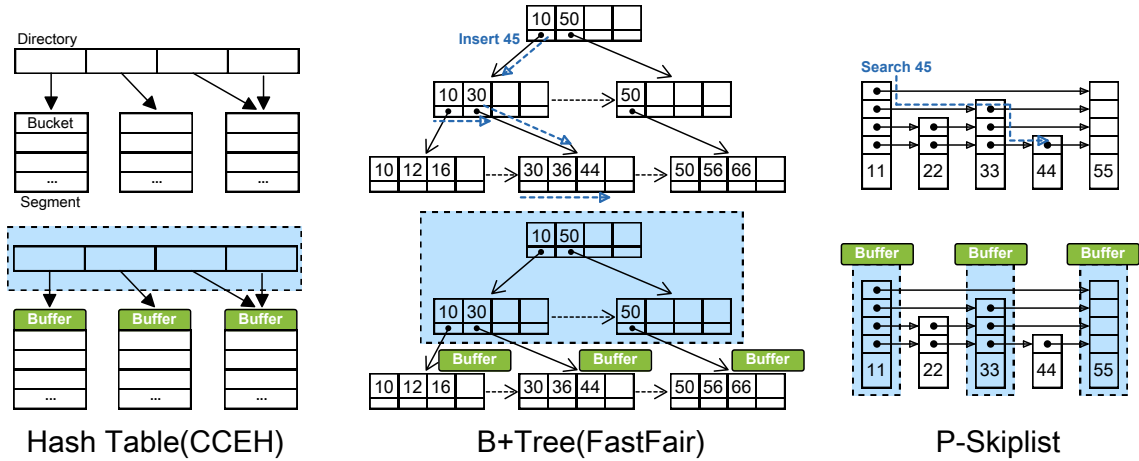 Directory
Bucket
...
...
...
Segment
Buffer Buffer Buffer
...
...
...
Hash Table(CCEH)
10 50
Insert 45
10 30
50
10 12 16
30 36 44
50 56 66
10 50
10 30
50
Buffer Buffer Buffer
10 12 16
30 36 44
50 56 66
B+Tree(FastFair)
Search 45
11 22 33 44 55
Buffer Buffer Buffer
11 22 33 44 55
P-Skiplist